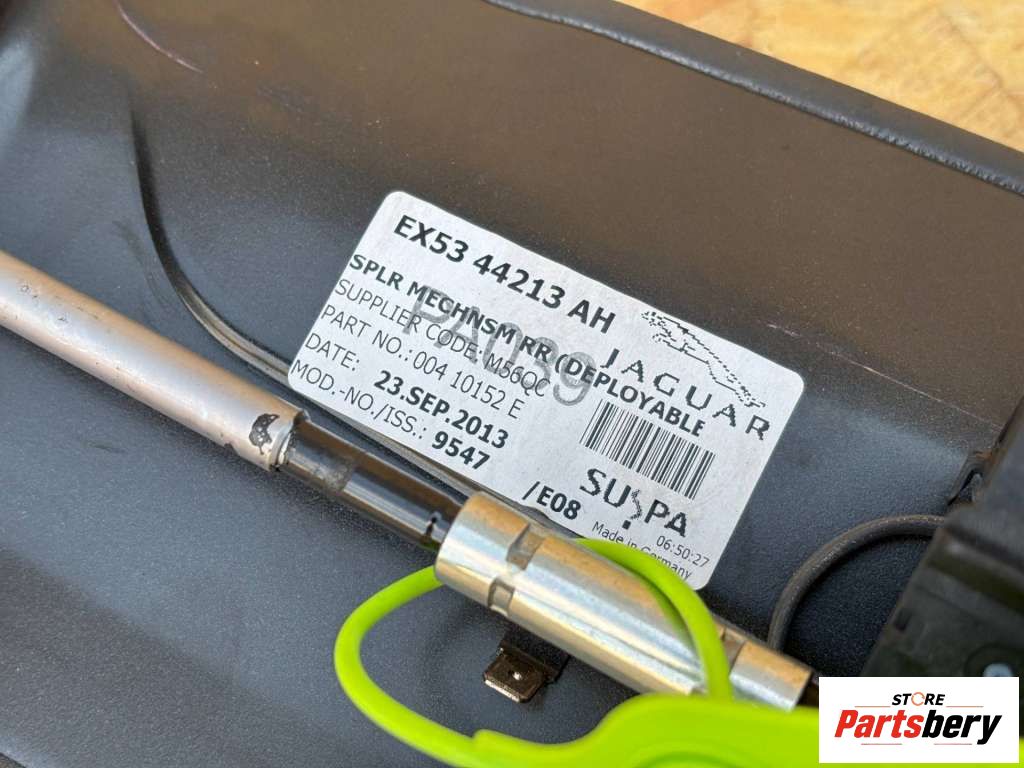 EX53 44213 AH
JAGUAR
SPLR MECHNSM RR (DEPLOYABLE
SUPPLIER CODE: M56QC
PART NO.: 004 10152 E
DATE: 23.SEP.2013
MOD.-NO./ISS.: 9547 /E08
SUSPA
06:50:27
Made in Germany
PA039
STORE
Partsbery